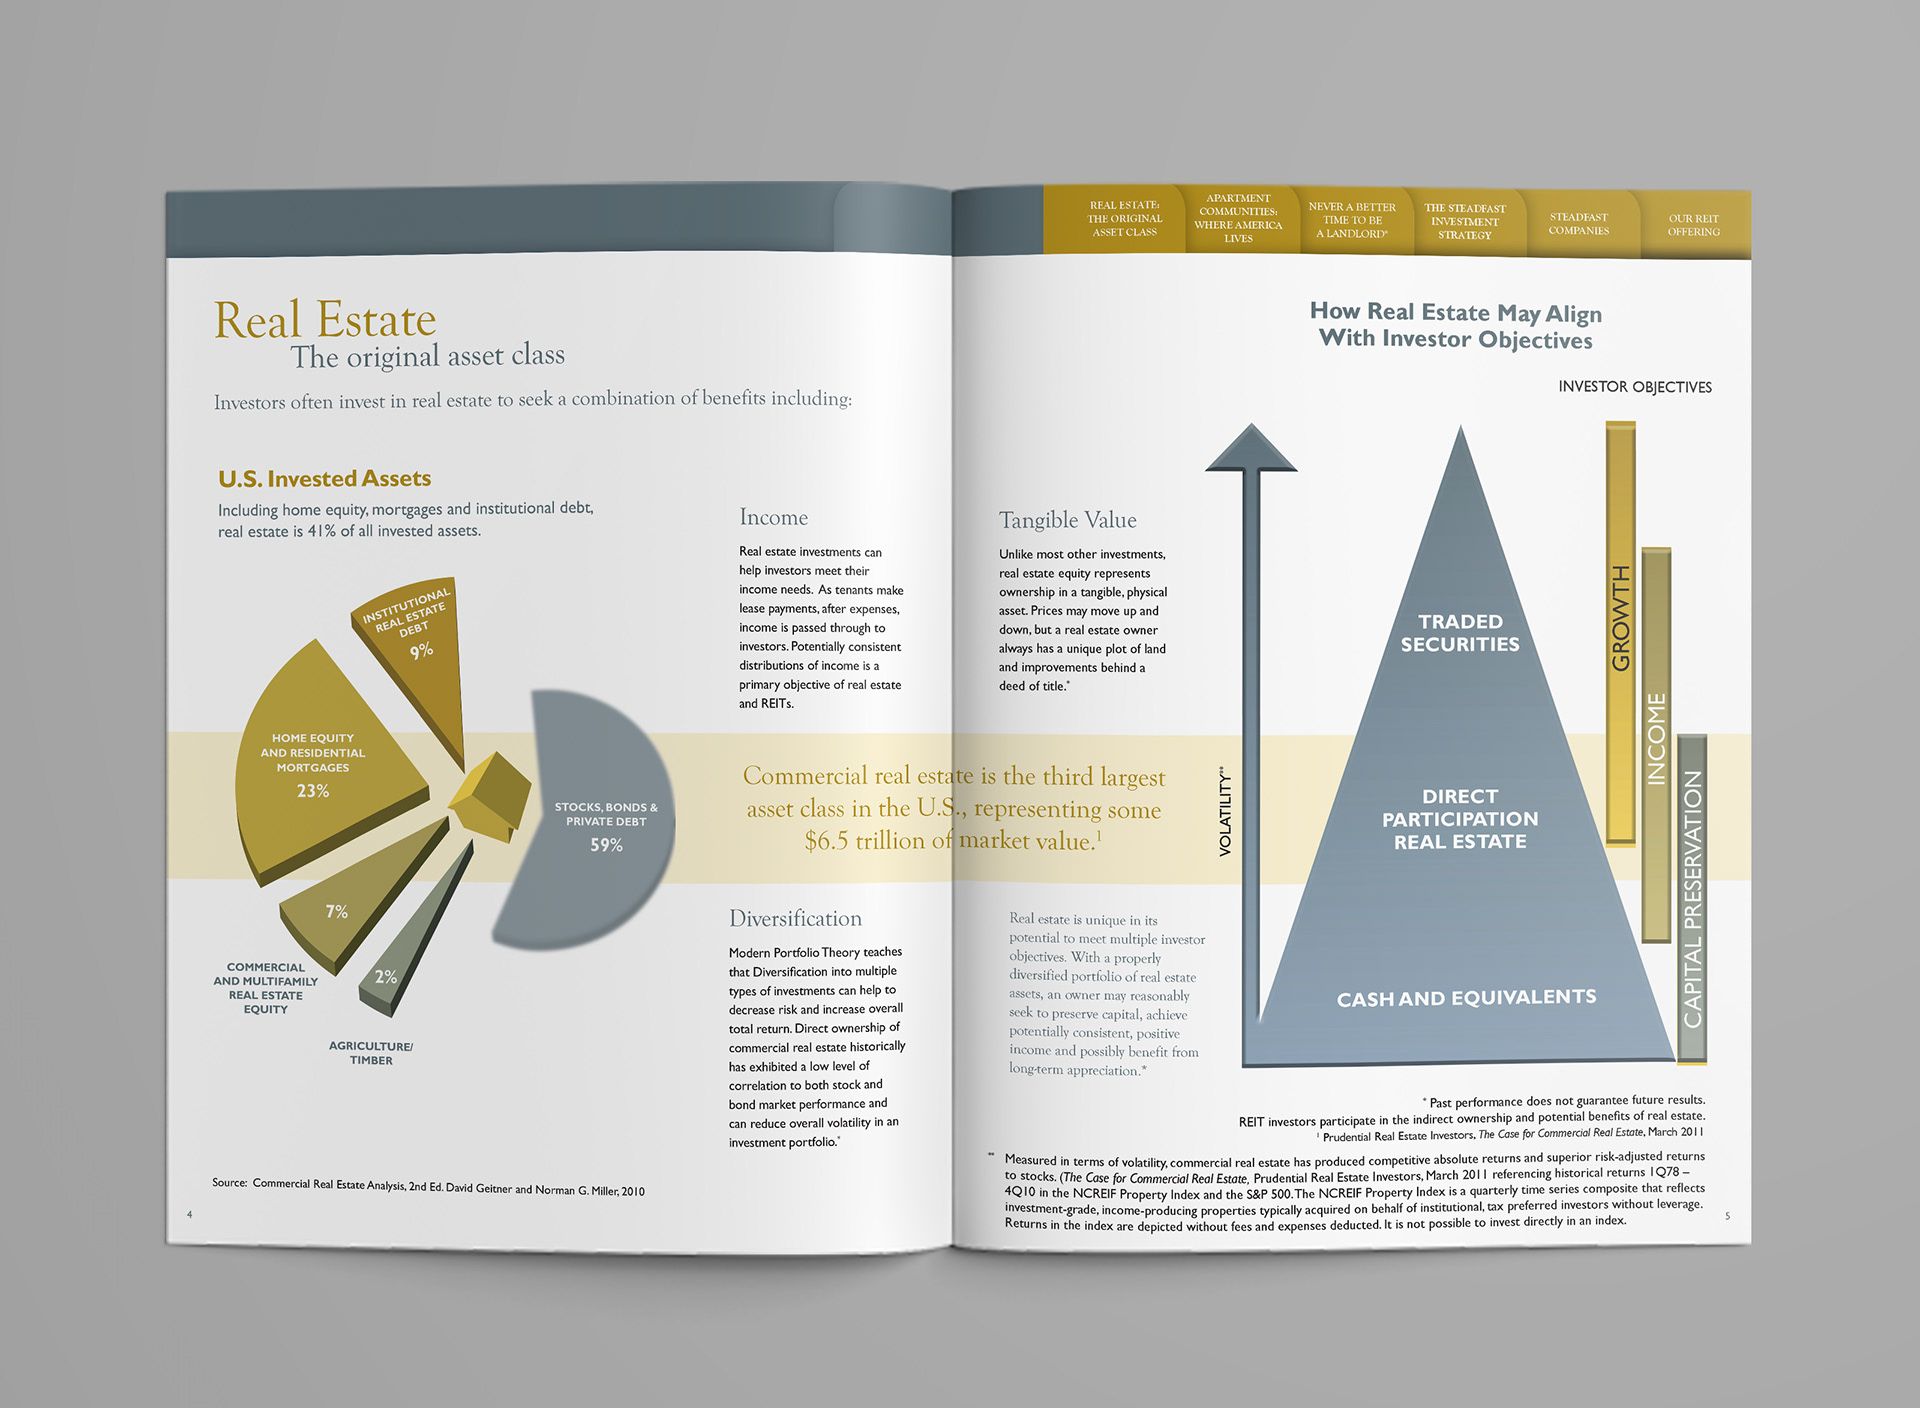 Real Estate
The original asset class
Investors often invest in real estate to seek a combination of benefits including:
U.S. Invested Assets
Including home equity, mortgages and institutional debt,
real estate is 41% of all invested assets.
INSTITUTIONAL
REAL ESTATE
DEBT
9%
HOME EQUITY
AND RESIDENTIAL
MORTGAGES
23%
STOCKS, BONDS &
PRIVATE DEBT
59%
7%
COMMERCIAL
AND MULTIFAMILY
REAL ESTATE
EQUITY
2%
AGRICULTURE/
TIMBER
Source: Commercial Real Estate Analysis, 2nd Ed. David Geitner and Norman G. Miller, 2010
4
Income
Real estate investments can
help investors meet their
income needs. As tenants make
lease payments, after expenses,
income is passed through to
investors. Potentially consistent
distributions of income is a
primary objective of real estate
and REITs.
Commercial real estate is the third largest
asset class in the U.S., representing some
$6.5 trillion of market value.1
Diversification
Modern Portfolio Theory teaches
that Diversification into multiple
types of investments can help to
decrease risk and increase overall
total return. Direct ownership of
commercial real estate historically
has exhibited a low level of
correlation to both stock and
bond market performance and
can reduce overall volatility in an
investment portfolio.*
REAL ESTATE:
THE ORIGINAL
ASSET CLASS
APARTMENT
COMMUNITIES:
WHERE AMERICA
LIVES
NEVER A BETTER
TIME TO BE
A LANDLORD*
THE STEADFAST
INVESTMENT
STRATEGY
STEADFAST
COMPANIES
OUR REIT
OFFERING
Tangible Value
Unlike most other investments,
real estate equity represents
ownership in a tangible, physical
asset. Prices may move up and
down, but a real estate owner
always has a unique plot of land
and improvements behind a
deed of title.*
Real estate is unique in its
potential to meet multiple investor
objectives. With a properly
diversified portfolio of real estate
assets, an owner may reasonably
seek to preserve capital, achieve
potentially consistent, positive
income and possibly benefit from
long-term appreciation.*
How Real Estate May Align
With Investor Objectives
INVESTOR OBJECTIVES
VOLATILITY**
TRADED
SECURITIES
DIRECT
PARTICIPATION
REAL ESTATE
CASH AND EQUIVALENTS
GROWTH
INCOME
CAPITAL PRESERVATION
* Past performance does not guarantee future results.
REIT investors participate in the indirect ownership and potential benefits of real estate.
1 Prudential Real Estate Investors, The Case for Commercial Real Estate, March 2011
** Measured in terms of volatility, commercial real estate has produced competitive absolute returns and superior risk-adjusted returns
to stocks. (The Case for Commercial Real Estate, Prudential Real Estate Investors, March 2011 referencing historical returns 1Q78 –
4Q10 in the NCREIF Property Index and the S&P 500. The NCREIF Property Index is a quarterly time series composite that reflects
investment-grade, income-producing properties typically acquired on behalf of institutional, tax preferred investors without leverage.
Returns in the index are depicted without fees and expenses deducted. It is not possible to invest directly in an index.
5